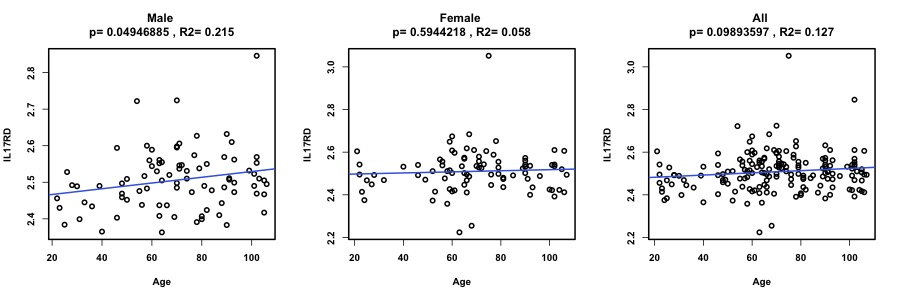 Male
p= 0.04946885 , R2= 0.215
IL17RD
2.8
2.7
2.6
2.5
2.4
20 40 60 80 100
Age
Female
p= 0.5944218 , R2= 0.058
IL17RD
3.0
2.8
2.6
2.4
2.2
20 40 60 80 100
Age
All
p= 0.09893597 , R2= 0.127
IL17RD
3.0
2.8
2.6
2.4
2.2
20 40 60 80 100
Age